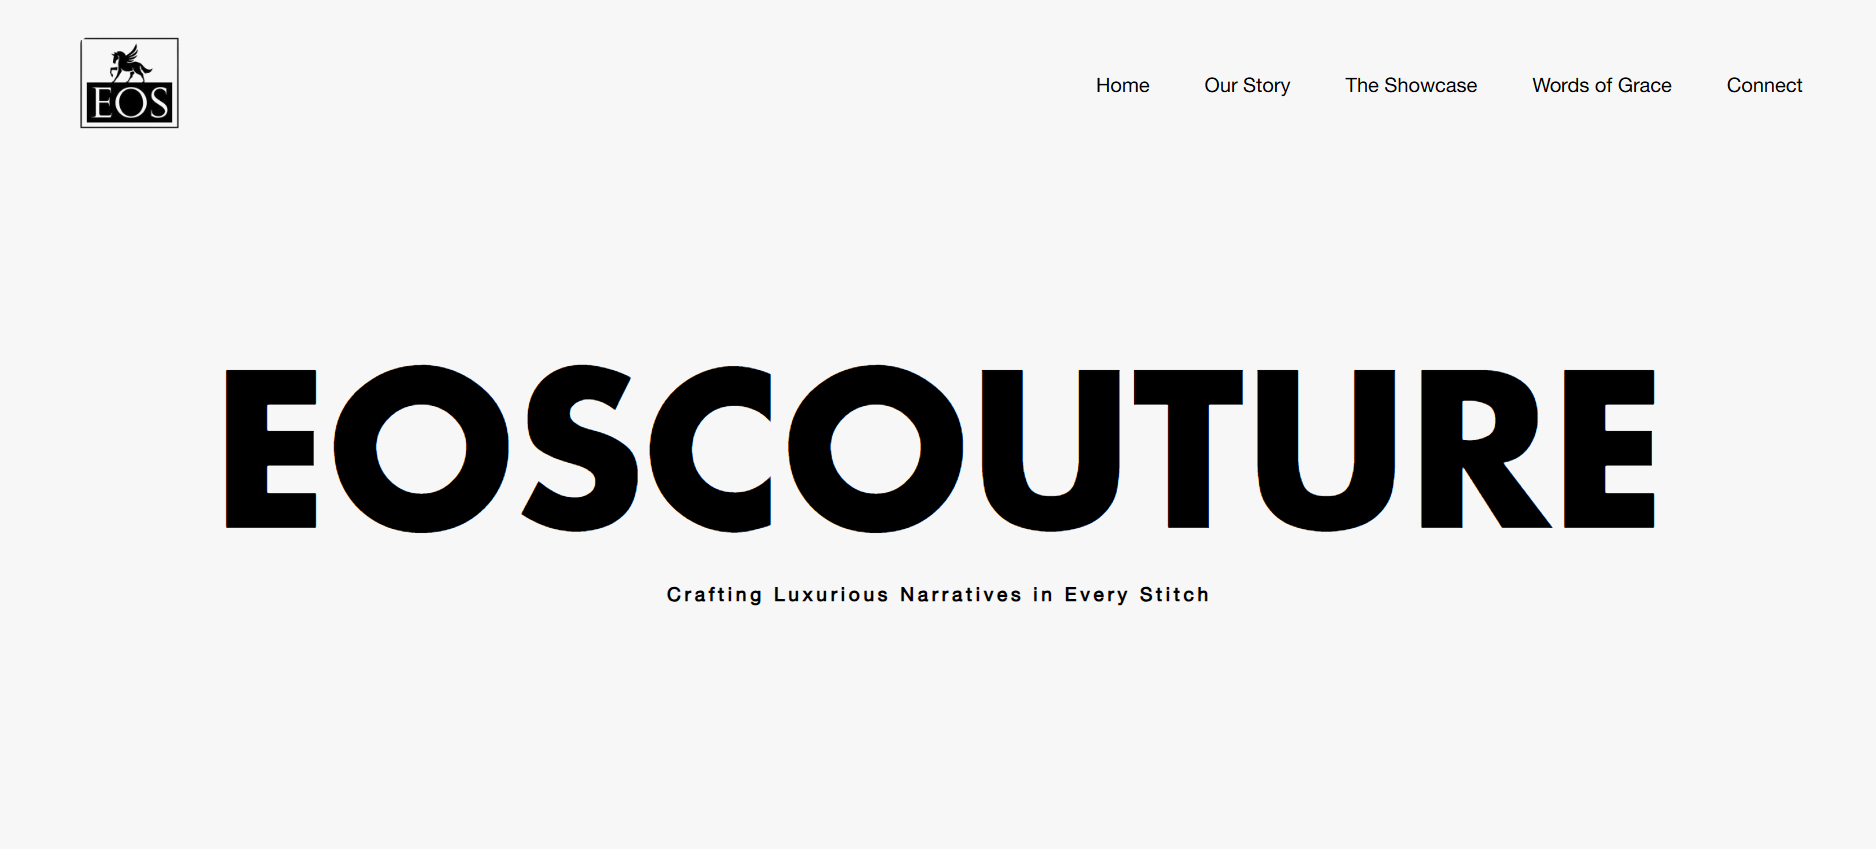 EOS
Home Our Story The Showcase Words of Grace Connect
EOSCOUTURE
Crafting Luxurious Narratives in Every Stitch